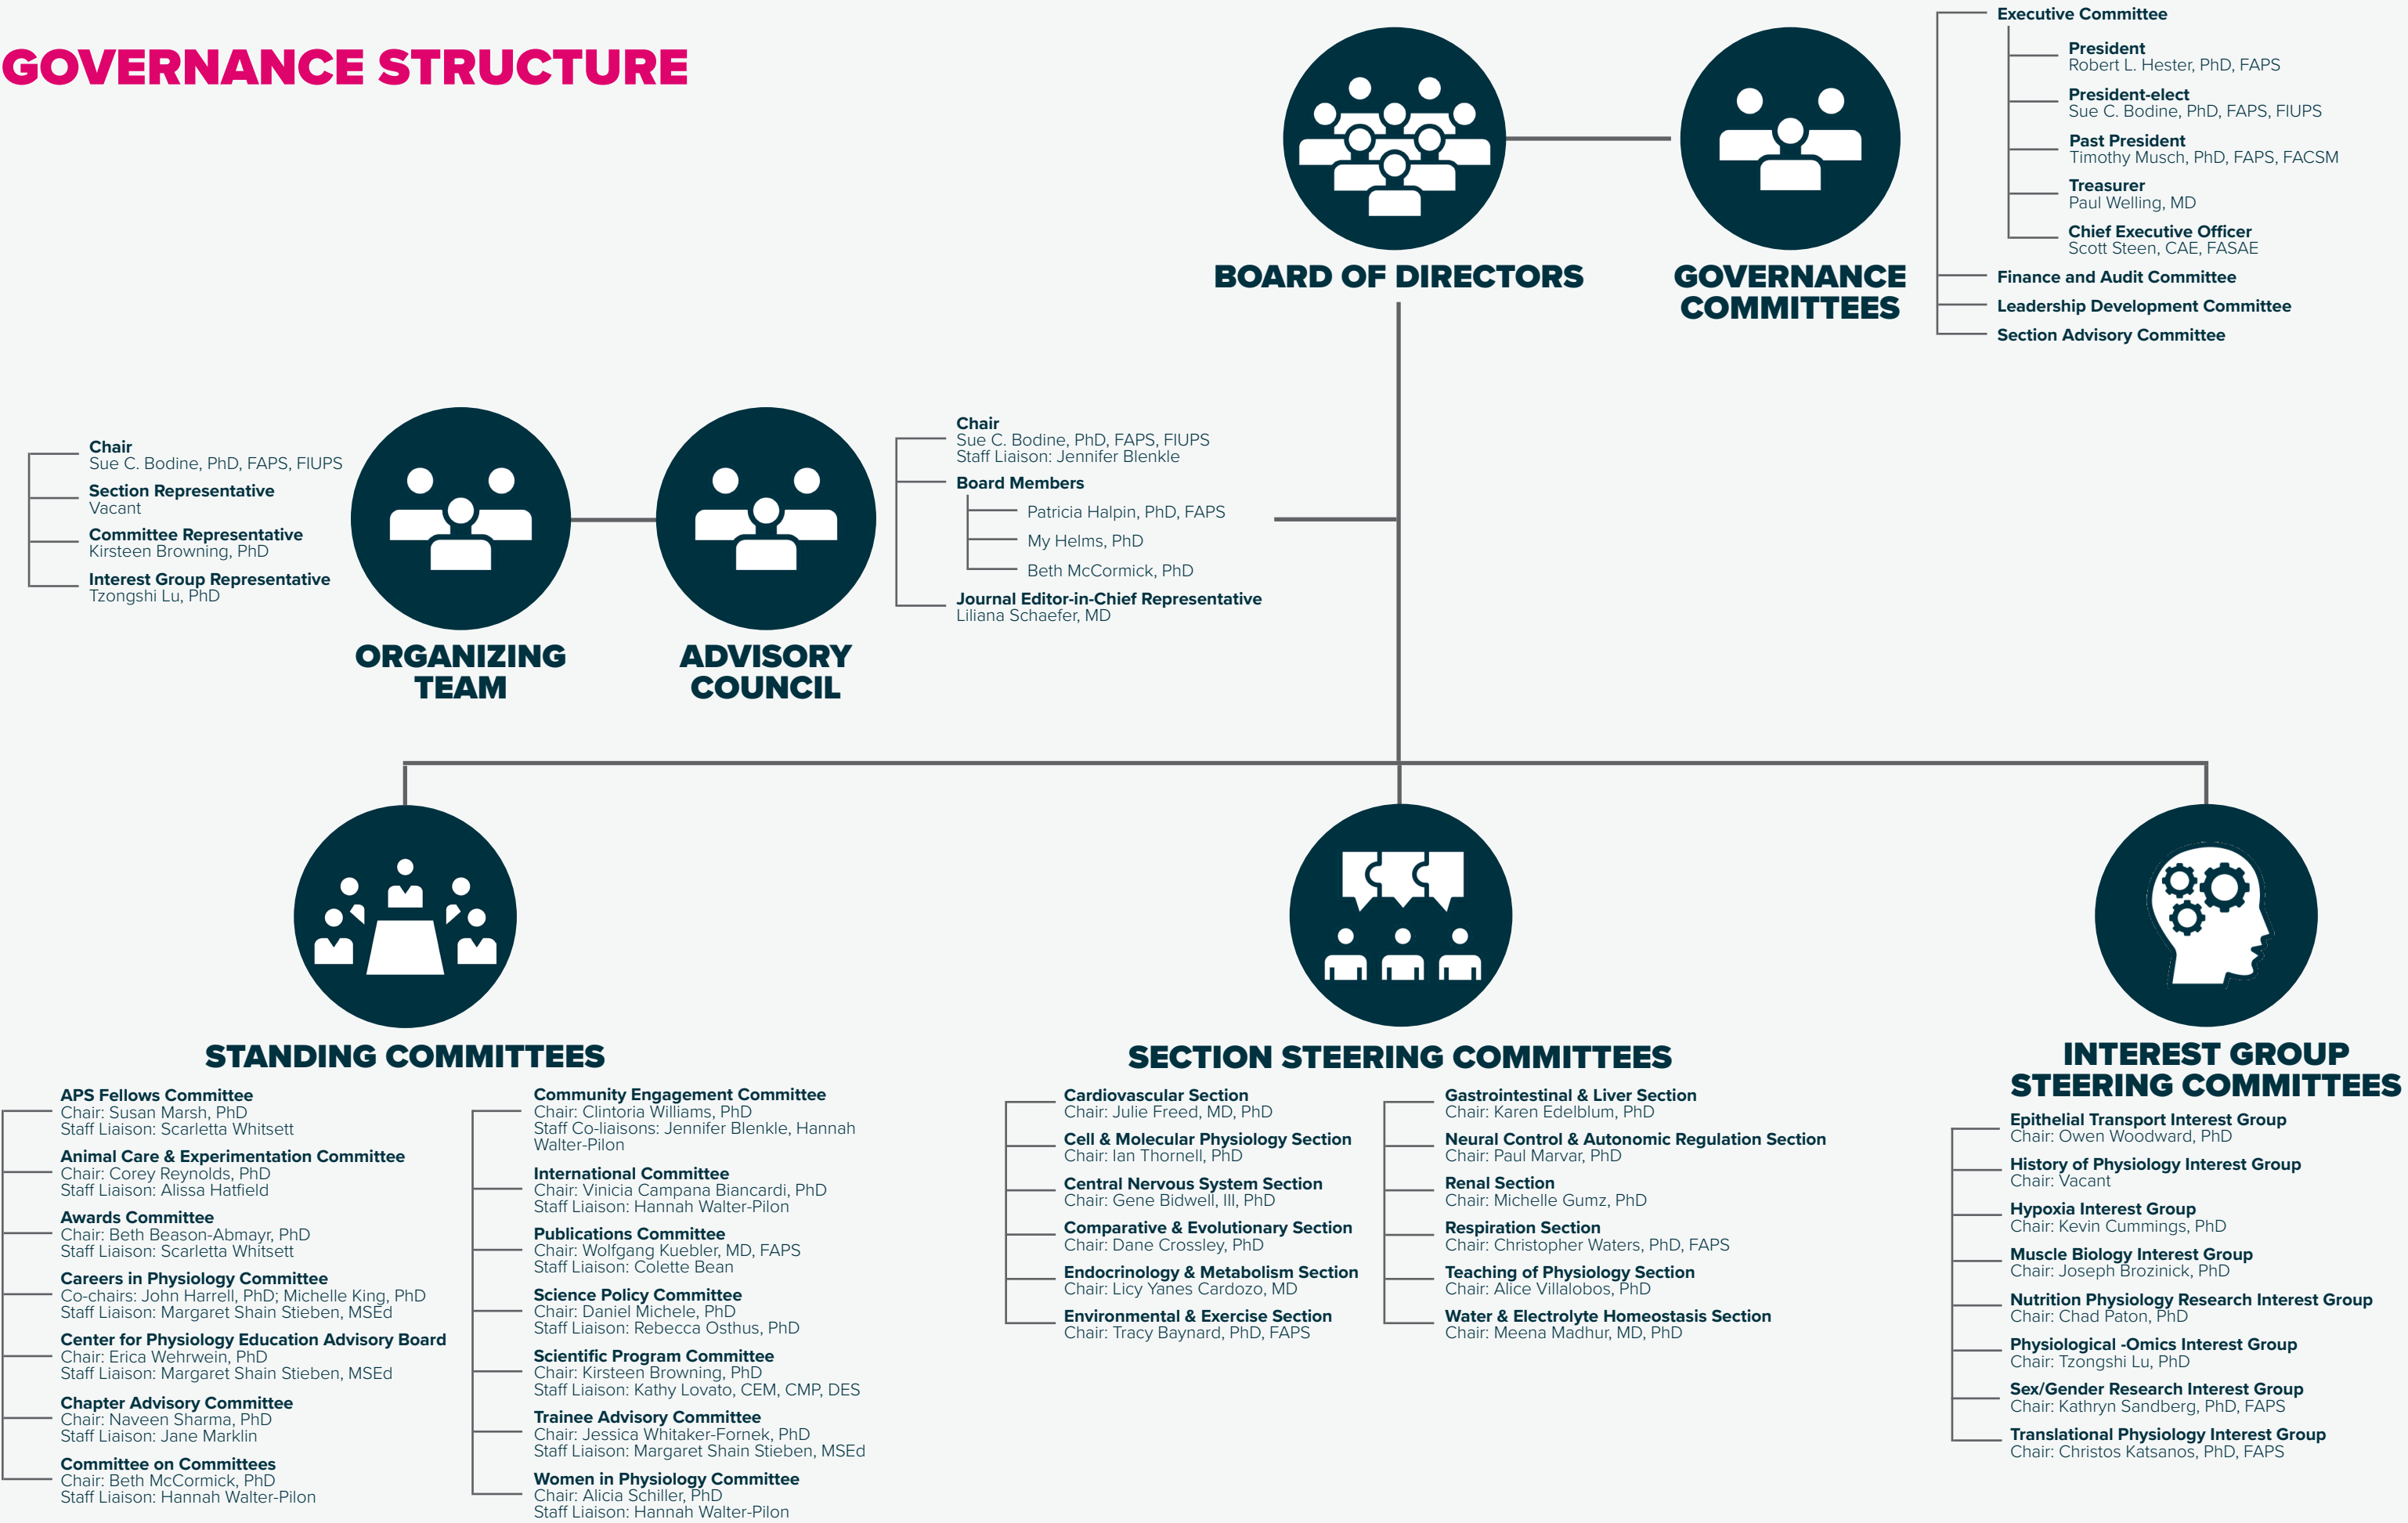 GOVERNANCE STRUCTURE
BOARD OF DIRECTORS
GOVERNANCE
COMMITTEES
Executive Committee
President
Robert L. Hester, PhD, FAPS
President-elect
Sue C. Bodine, PhD, FAPS, FIUPS
Past President
Timothy Musch, PhD, FAPS, FACSM
Treasurer
Paul Welling, MD
Chief Executive Officer
Scott Steen, CAE, FASAE
Finance and Audit Committee
Leadership Development Committee
Section Advisory Committee
Chair
Sue C. Bodine, PhD, FAPS, FIUPS
Section Representative
Vacant
Committee Representative
Kirsteen Browning, PhD
Interest Group Representative
Tzongshi Lu, PhD
ORGANIZING
TEAM
ADVISORY
COUNCIL
Chair
Sue C. Bodine, PhD, FAPS, FIUPS
Staff Liaison: Jennifer Blenkle
Board Members
Patricia Halpin, PhD, FAPS
My Helms, PhD
Beth McCormick, PhD
Journal Editor-in-Chief Representative
Liliana Schaefer, MD
STANDING COMMITTEES
APS Fellows Committee
Chair: Susan Marsh, PhD
Staff Liaison: Scarletta Whitsett
Animal Care & Experimentation Committee
Chair: Corey Reynolds, PhD
Staff Liaison: Alissa Hatfield
Awards Committee
Chair: Beth Beason-Abmayr, PhD
Staff Liaison: Scarletta Whitsett
Careers in Physiology Committee
Co-chairs: John Harrell, PhD; Michelle King, PhD
Staff Liaison: Margaret Shain Stieben, MSEd
Center for Physiology Education Advisory Board
Chair: Erica Wehrwein, PhD
Staff Liaison: Margaret Shain Stieben, MSEd
Chapter Advisory Committee
Chair: Naveen Sharma, PhD
Staff Liaison: Jane Marklin
Committee on Committees
Chair: Beth McCormick, PhD
Staff Liaison: Hannah Walter-Pilon
Community Engagement Committee
Chair: Clintoria Williams, PhD
Staff Co-liaisons: Jennifer Blenkle, Hannah
Walter-Pilon
International Committee
Chair: Vinicia Campana Biancardi, PhD
Staff Liaison: Hannah Walter-Pilon
Publications Committee
Chair: Wolfgang Kuebler, MD, FAPS
Staff Liaison: Colette Bean
Science Policy Committee
Chair: Daniel Michele, PhD
Staff Liaison: Rebecca Osthus, PhD
Scientific Program Committee
Chair: Kirsteen Browning, PhD
Staff Liaison: Kathy Lovato, CEM, CMP, DES
Trainee Advisory Committee
Chair: Jessica Whitaker-Fornek, PhD
Staff Liaison: Margaret Shain Stieben, MSEd
Women in Physiology Committee
Chair: Alicia Schiller, PhD
Staff Liaison: Hannah Walter-Pilon
SECTION STEERING COMMITTEES
Cardiovascular Section
Chair: Julie Freed, MD, PhD
Cell & Molecular Physiology Section
Chair: Ian Thornell, PhD
Central Nervous System Section
Chair: Gene Bidwell, III, PhD
Comparative & Evolutionary Section
Chair: Dane Crossley, PhD
Endocrinology & Metabolism Section
Chair: Licy Yanes Cardozo, MD
Environmental & Exercise Section
Chair: Tracy Baynard, PhD, FAPS
Gastrointestinal & Liver Section
Chair: Karen Edelblum, PhD
Neural Control & Autonomic Regulation Section
Chair: Paul Marvar, PhD
Renal Section
Chair: Michelle Gumz, PhD
Respiration Section
Chair: Christopher Waters, PhD, FAPS
Teaching of Physiology Section
Chair: Alice Villalobos, PhD
Water & Electrolyte Homeostasis Section
Chair: Meena Madhur, MD, PhD
INTEREST GROUP
STEERING COMMITTEES
Epithelial Transport Interest Group
Chair: Owen Woodward, PhD
History of Physiology Interest Group
Chair: Vacant
Hypoxia Interest Group
Chair: Kevin Cummings, PhD
Muscle Biology Interest Group
Chair: Joseph Brozinick, PhD
Nutrition Physiology Research Interest Group
Chair: Chad Paton, PhD
Physiological -Omics Interest Group
Chair: Tzongshi Lu, PhD
Sex/Gender Research Interest Group
Chair: Kathryn Sandberg, PhD, FAPS
Translational Physiology Interest Group
Chair: Christos Katsanos, PhD, FAPS